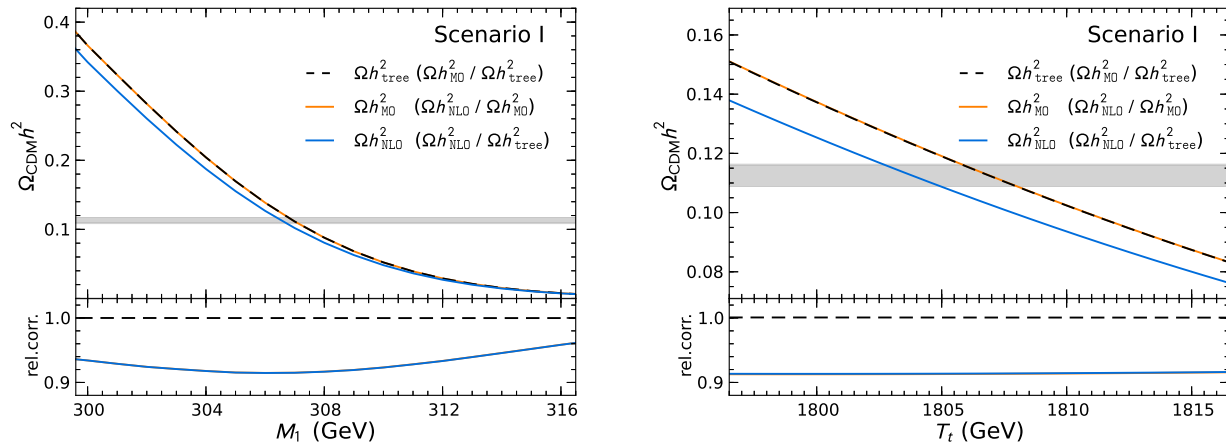 Scenario I
Ωh²tree (Ωh²MO / Ωh²tree)
Ωh²MO (Ωh²NLO / Ωh²MO)
Ωh²NLO (Ωh²NLO / Ωh²tree)
ΩCDMh²
0.4
0.3
0.2
0.1
rel.corr.
1.0
0.9
300 304 308 312 316
M₁ (GeV)
Scenario I
Ωh²tree (Ωh²MO / Ωh²tree)
Ωh²MO (Ωh²NLO / Ωh²MO)
Ωh²NLO (Ωh²NLO / Ωh²tree)
ΩCDMh²
0.16
0.14
0.12
0.10
0.08
rel.corr.
1.0
0.9
1800 1805 1810 1815
Tₜ (GeV)